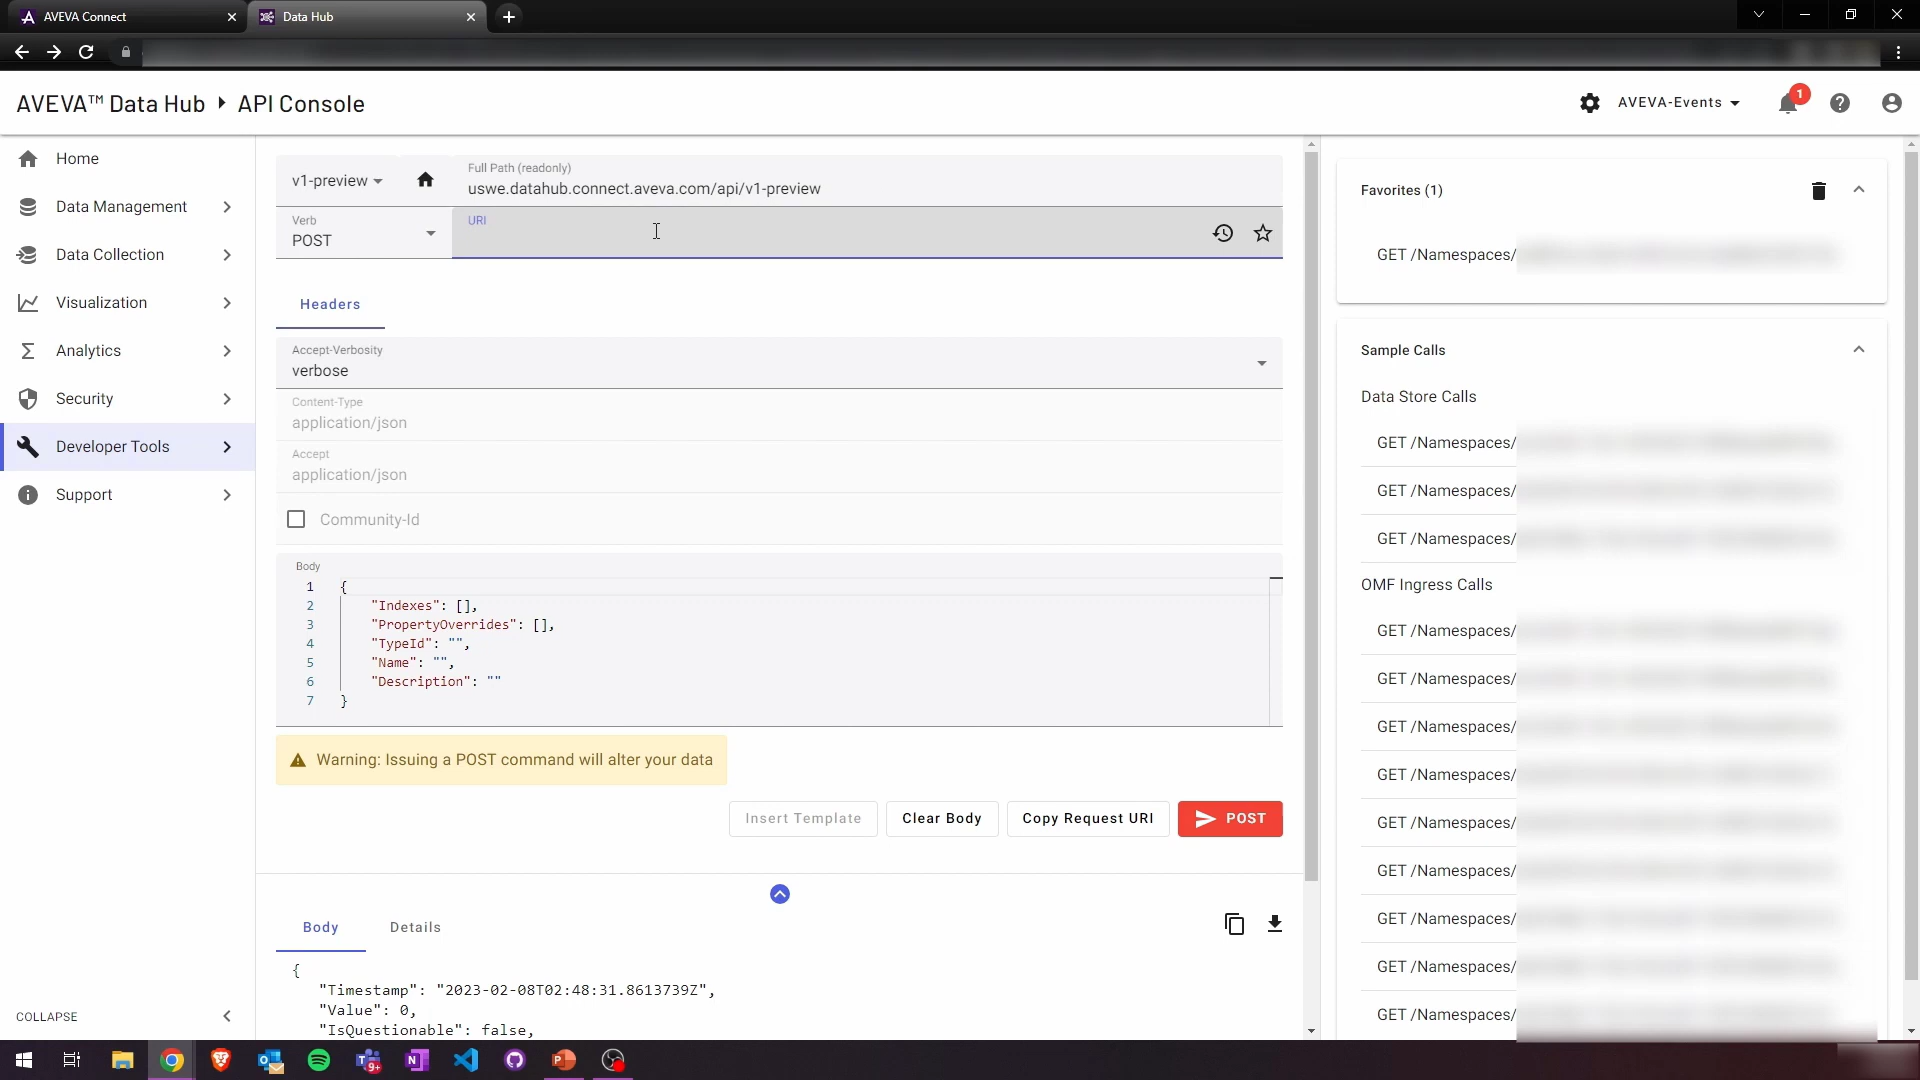 AVEVA Connect
Data Hub
AVEVA™ Data Hub
API Console
AVEVA-Events
1
Home
Data Management
Data Collection
Visualization
Analytics
Security
Developer Tools
Support
COLLAPSE
v1-preview
Full Path (readonly)
uswe.datahub.connect.aveva.com/api/v1-preview
Verb
POST
URI
Headers
Accept-Verbosity
verbose
Content-Type
application/json
Accept
application/json
Community-Id
Body
1 {
2 "Indexes": [],
3 "PropertyOverrides": [],
4 "TypeId": "",
5 "Name": "",
6 "Description": ""
7 }
Warning: Issuing a POST command will alter your data
Insert Template
Clear Body
Copy Request URI
POST
Body
Details
{
"Timestamp": "2023-02-08T02:48:31.8613739Z",
"Value": 0,
"IsQuestionable": false,
Favorites (1)
GET /Namespaces/
Sample Calls
Data Store Calls
GET /Namespaces/
GET /Namespaces/
GET /Namespaces/
OMF Ingress Calls
GET /Namespaces/
GET /Namespaces/
GET /Namespaces/
GET /Namespaces/
GET /Namespaces/
GET /Namespaces/
GET /Namespaces/
GET /Namespaces/
GET /Namespaces/
9+